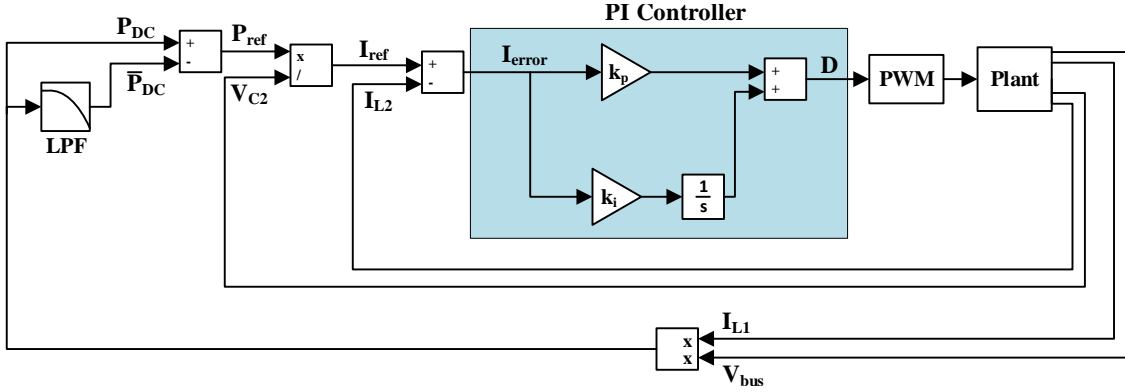 PI Controller
P_DC
+
-
P_ref
x
/
I_ref
+
-
I_error
k_p
+
+
D
PWM
Plant
P̅_DC
V_C2
I_L2
LPF
k_i
1
s
I_L1
x
x
V_bus